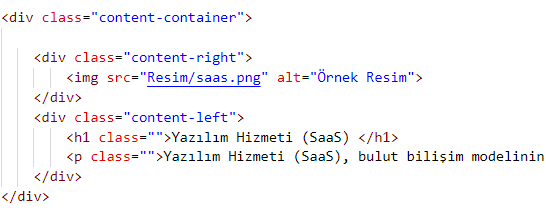 <div class="content-container">
<div class="content-right">
<img src="Resim/saas.png" alt="Örnek Resim">
</div>
<div class="content-left">
<h1 class="">Yazılım Hizmeti (SaaS) </h1>
<p class="">Yazılım Hizmeti (SaaS), bulut bilişim modelinin
</div>
</div>